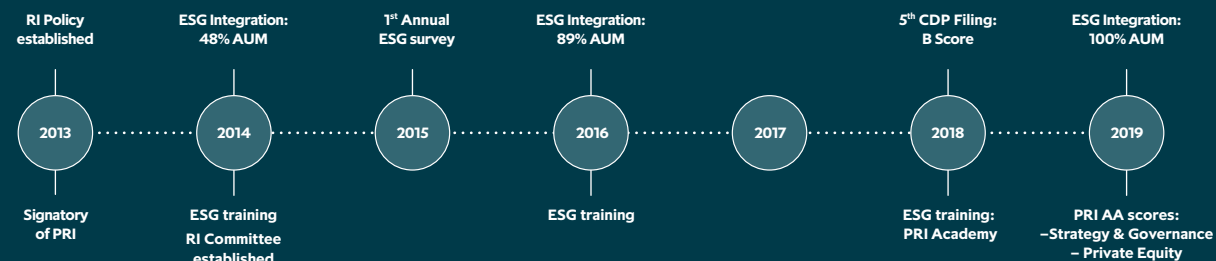 RI Policy
established
ESG Integration:
48% AUM
1st Annual
ESG survey
ESG Integration:
89% AUM
5th CDP Filing:
B Score
ESG Integration:
100% AUM
2013
2014
2015
2016
2017
2018
2019
Signatory
of PRI
ESG training
RI Committee
established
ESG training
ESG training:
PRI Academy
PRI AA scores:
–Strategy & Governance
– Private Equity